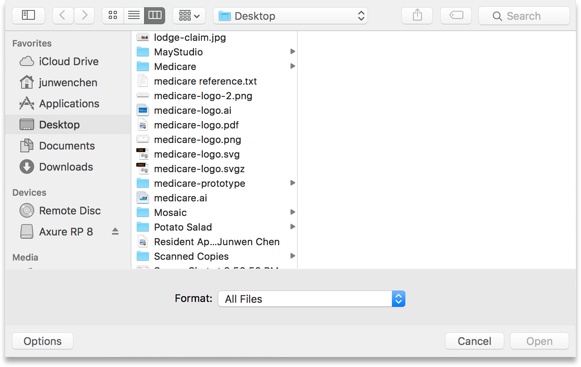 Desktop
Search
Favorites
iCloud Drive
junwenchen
Applications
Desktop
Documents
Downloads
Devices
Remote Disc
Axure RP 8
Media
lodge-claim.jpg
MayStudio
Medicare
medicare reference.txt
medicare-logo-2.png
medicare-logo.ai
medicare-logo.pdf
medicare-logo.png
medicare-logo.svg
medicare-logo.svgz
medicare-prototype
medicare.ai
Mosaic
Potato Salad
Resident Ap...Junwen Chen
Scanned Copies
Format: All Files
Options
Cancel
Open